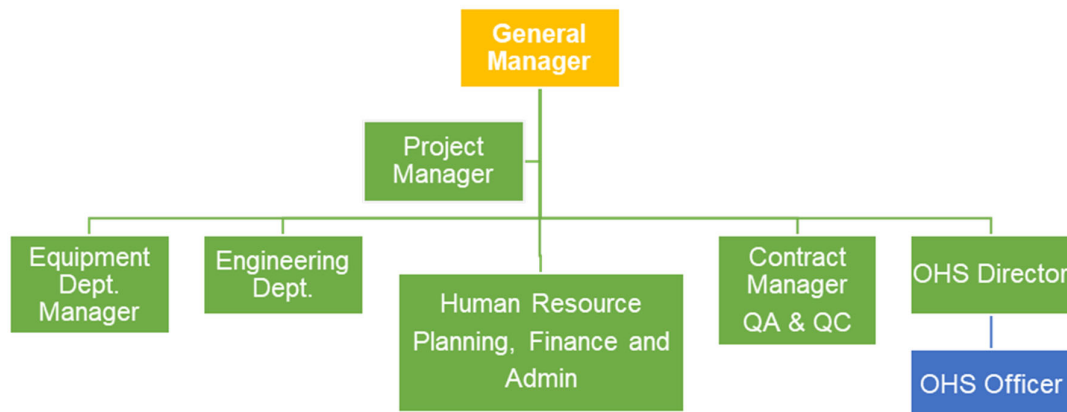 General
Manager
Project
Manager
Equipment
Dept.
Manager
Engineering
Dept.
Human Resource
Planning, Finance and
Admin
Contract
Manager
QA & QC
OHS Director
OHS Officer